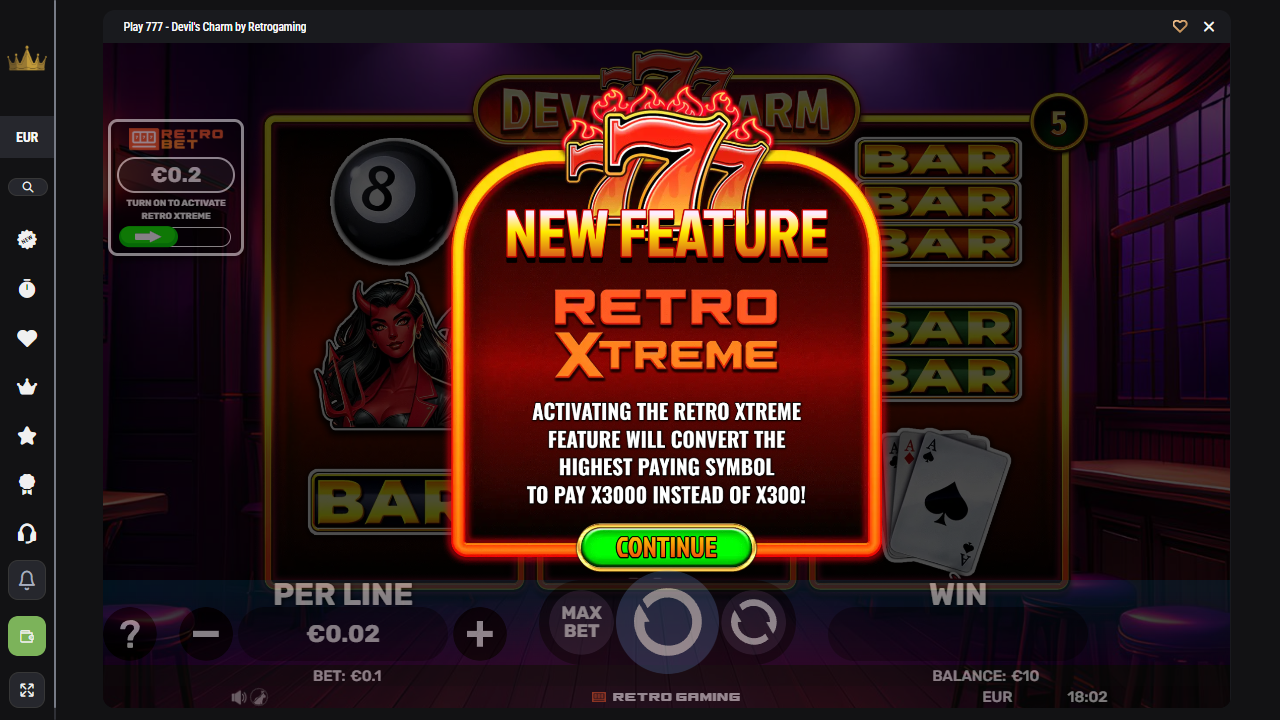 Play 777 - Devil's Charm by Retrogaming
EUR
NEW
RETRO
BET
€0.2
TURN ON TO ACTIVATE
RETRO XTREME
777
8
5
BAR
BAR
BAR
BAR
BAR
BAR
A
A
A
A
777
NEW FEATURE
RETRO
XTREME
ACTIVATING THE RETRO XTREME
FEATURE WILL CONVERT THE
HIGHEST PAYING SYMBOL
TO PAY X3000 INSTEAD OF X300!
CONTINUE
PER LINE
WIN
?
€0.02
MAX
BET
BET: €0.1
BALANCE: €10
RETRO GAMING
EUR
18:02